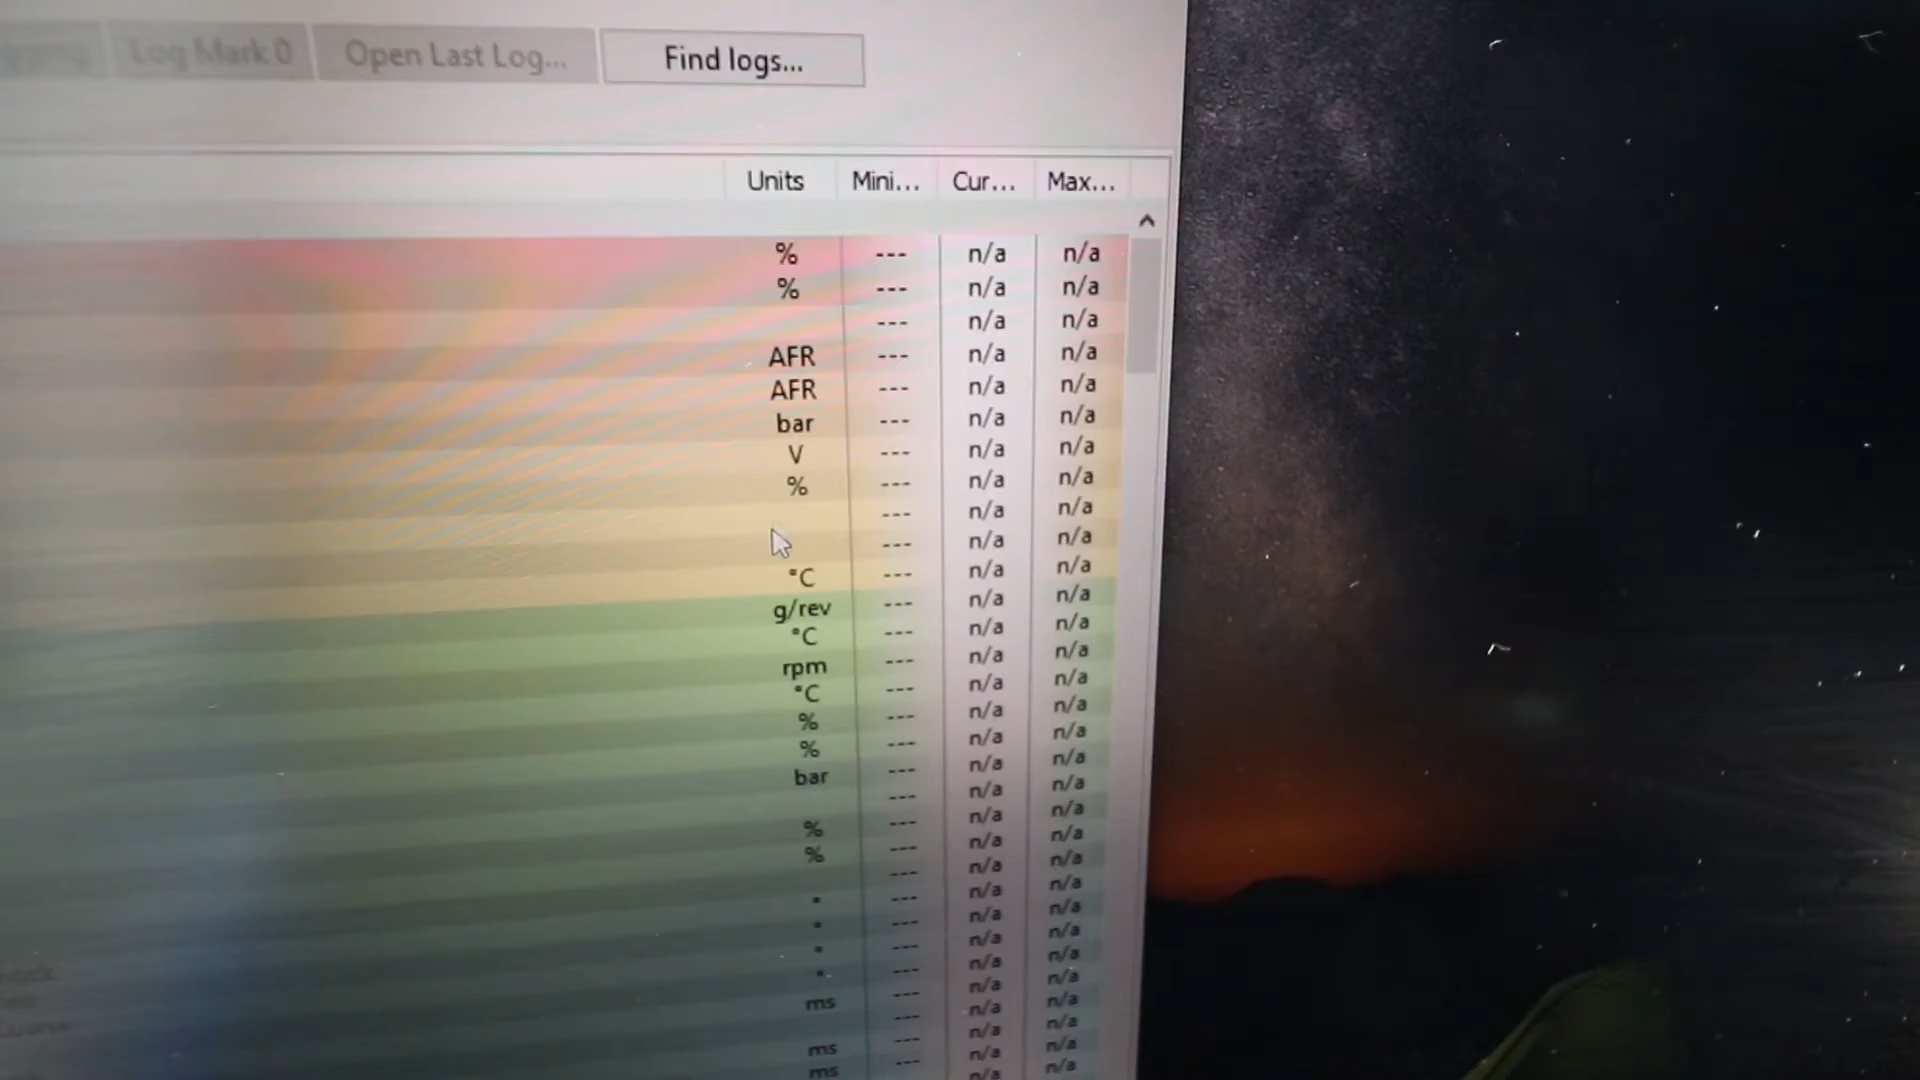 Log Mark 0 Open Last Log... Find logs...
Units Mini... Cur... Max...
% --- n/a n/a
% --- n/a n/a
--- n/a n/a
AFR --- n/a n/a
AFR --- n/a n/a
bar --- n/a n/a
V --- n/a n/a
% --- n/a n/a
--- n/a n/a
--- n/a n/a
°C --- n/a n/a
g/rev --- n/a n/a
°C --- n/a n/a
rpm --- n/a n/a
°C --- n/a n/a
% --- n/a n/a
% --- n/a n/a
bar --- n/a n/a
--- n/a n/a
% --- n/a n/a
% --- n/a n/a
--- n/a n/a
° --- n/a n/a
° --- n/a n/a
° --- n/a n/a
° --- n/a n/a
ms --- n/a n/a
--- n/a n/a
ms --- n/a n/a
ms --- n/a n/a